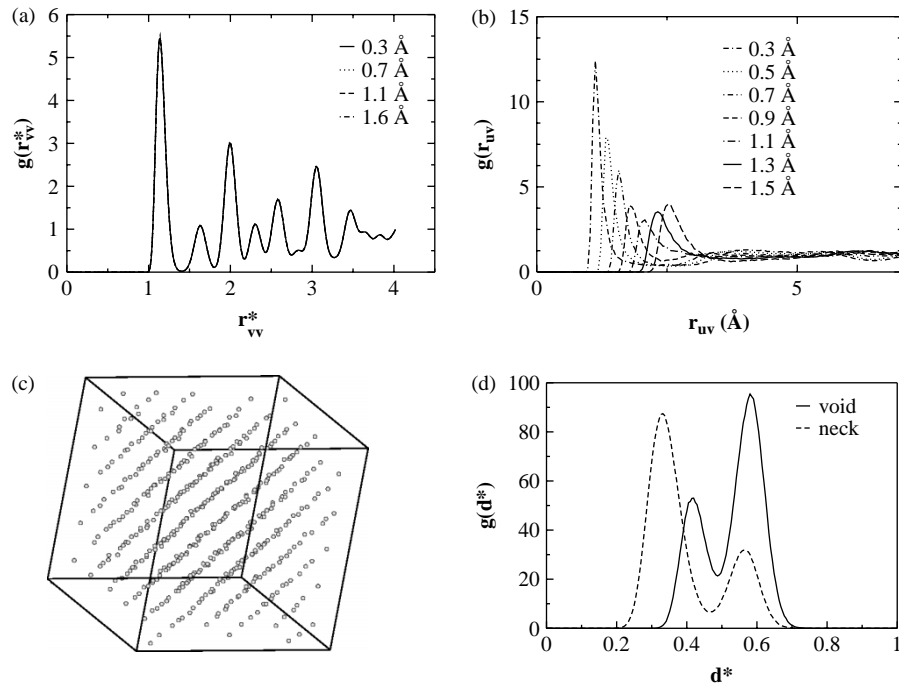 (a)
g(r*vv)
6
5
4
3
2
1
0
0 1 2 3 4
r*vv
0.3 Å
0.7 Å
1.1 Å
1.6 Å
(b)
g(ruv)
15
10
5
0
0 5
ruv (Å)
0.3 Å
0.5 Å
0.7 Å
0.9 Å
1.1 Å
1.3 Å
1.5 Å
(c)
(d)
g(d*)
100
80
60
40
20
0
0 0.2 0.4 0.6 0.8 1
d*
void
neck